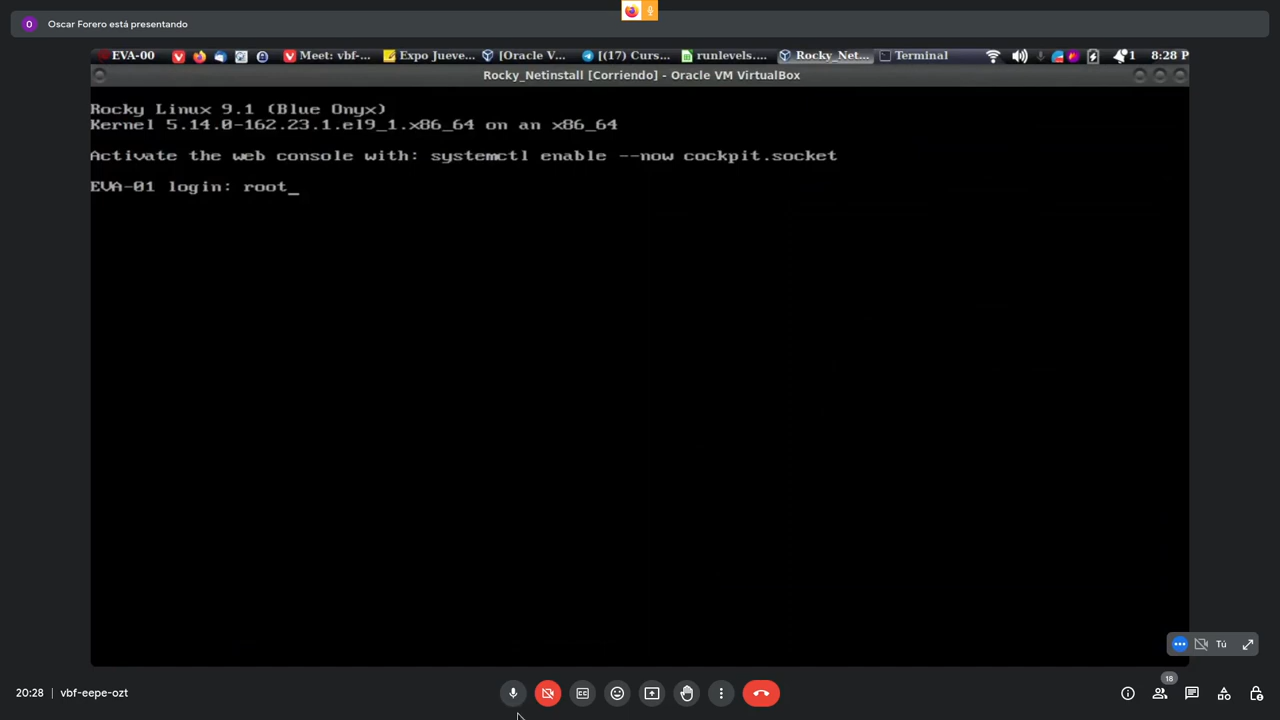 O Oscar Forero está presentando
EVA-00 Meet: vbf-... Expo Jueve... [Oracle V... [(17) Curs... runlevels.... Rocky_Net... Terminal 1 8:28 P
Rocky_Netinstall [Corriendo] - Oracle VM VirtualBox
Rocky Linux 9.1 (Blue Onyx)
Kernel 5.14.0-162.23.1.el9_1.x86_64 on an x86_64
Activate the web console with: systemctl enable --now cockpit.socket
EVA-01 login: root_
Tú
18
20:28 vbf-eepe-ozt